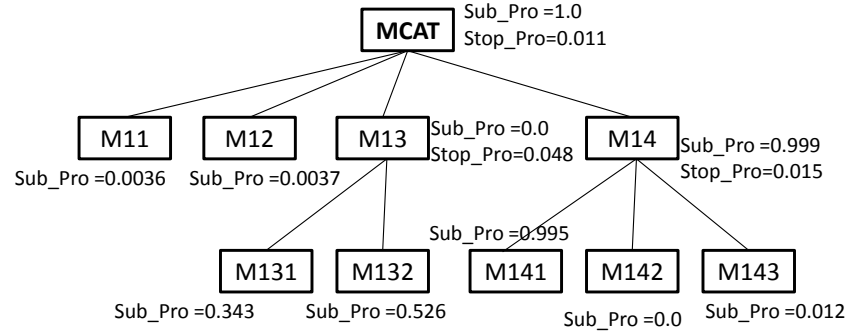 Sub_Pro =1.0
MCAT
Stop_Pro=0.011
M11
M12
M13
Sub_Pro =0.0
Stop_Pro=0.048
M14
Sub_Pro =0.999
Stop_Pro=0.015
Sub_Pro =0.0036
Sub_Pro =0.0037
Sub_Pro =0.995
M131
M132
M141
M142
M143
Sub_Pro =0.343
Sub_Pro =0.526
Sub_Pro =0.0
Sub_Pro =0.012